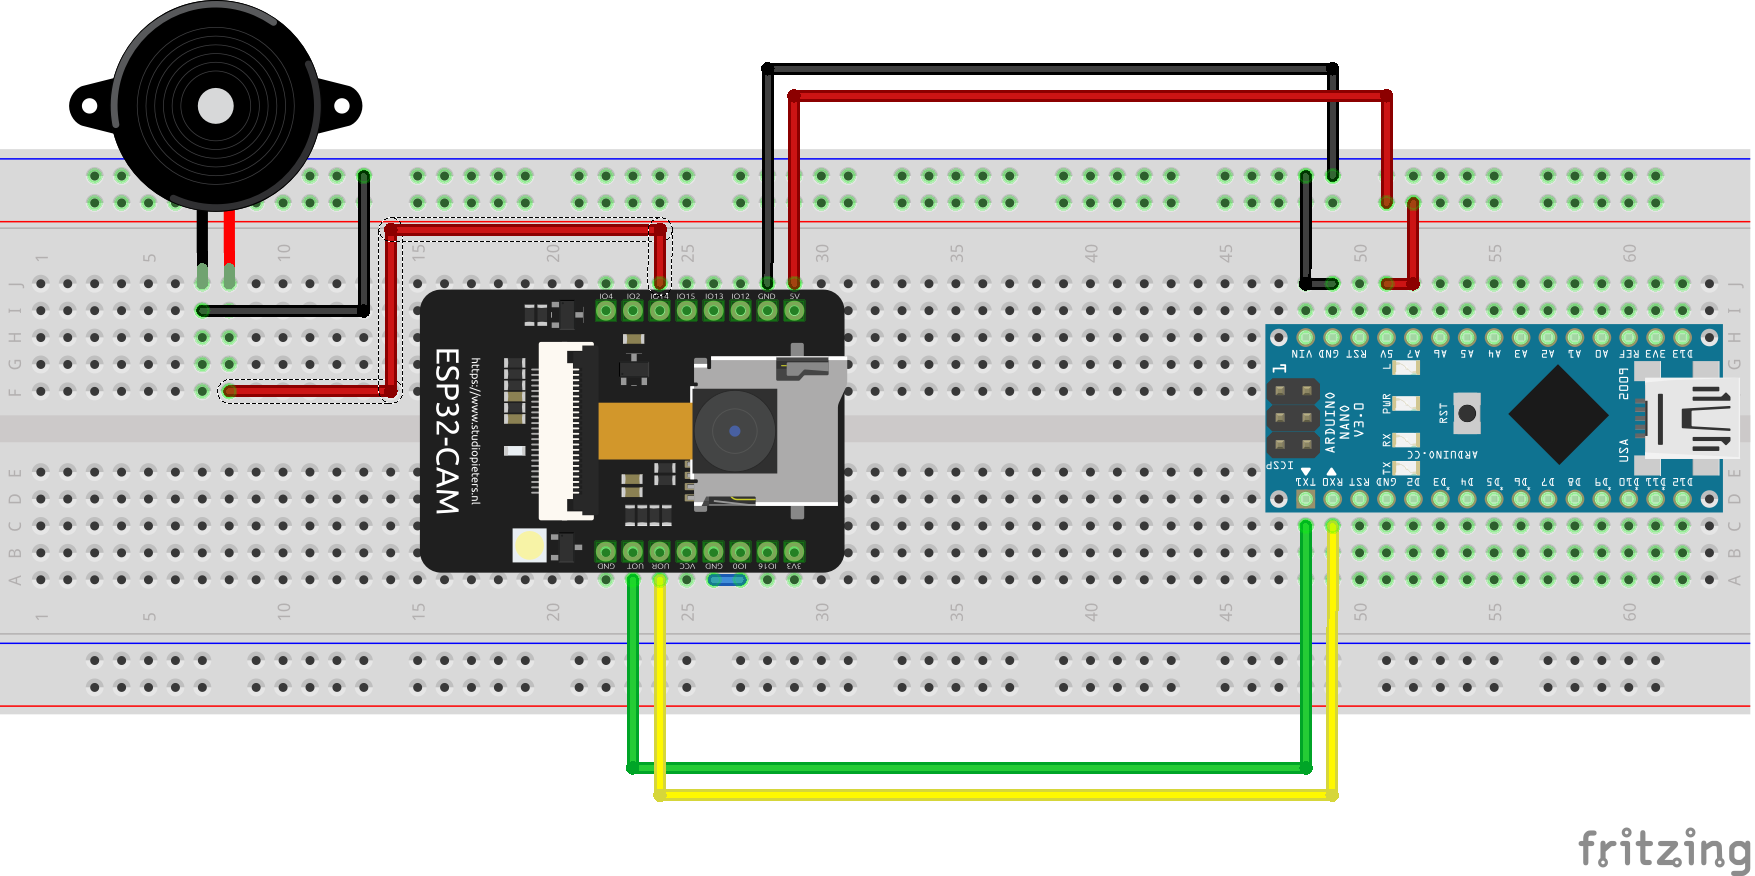 1 5 10 15 20 25 30 35 40 45 50 55 60
J
I
H
G
F
E
D
C
B
A
IO4 IO2 IO14 IO15 IO13 IO12 GND 5V
ESP32-CAM
https://www.studiopieters.nl
GND UOT UOR VCC GND IO0 IO16 3V3
VIN GND RST 5V A7 A6 A5 A4 A3 A2 A1 A0 REF 3V3 D13
1
L
PWR
RX
TX
ICSP
ARDUINO
NANO
V3.0
RST
ARDUINO.CC
USA
2009
TX1 RX0 RST GND D2 D3 D4 D5 D6 D7 D8 D9 D10 D11 D12
J
I
H
G
E
D
C
B
A
1 5 10 15 20 25 30 35 40 45 50 55 60
fritzing